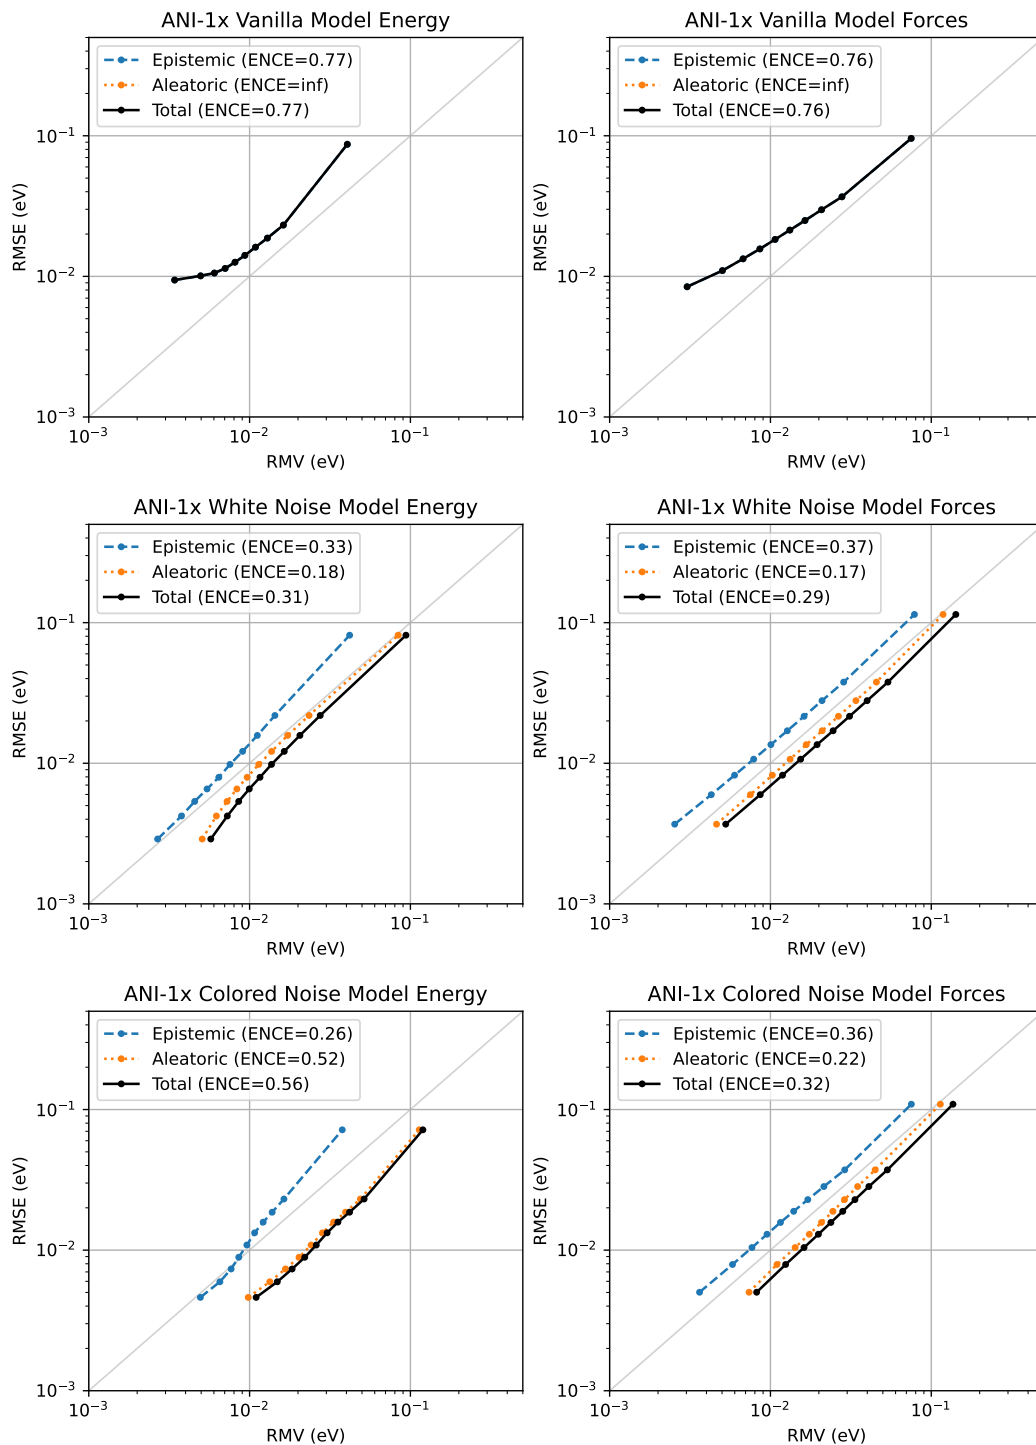 ANI-1x Vanilla Model Energy
Epistemic (ENCE=0.77)
Aleatoric (ENCE=inf)
Total (ENCE=0.77)
10⁻¹
10⁻²
10⁻³
RMSE (eV)
10⁻³ 10⁻² 10⁻¹
RMV (eV)
ANI-1x Vanilla Model Forces
Epistemic (ENCE=0.76)
Aleatoric (ENCE=inf)
Total (ENCE=0.76)
10⁻¹
10⁻²
10⁻³
RMSE (eV)
10⁻³ 10⁻² 10⁻¹
RMV (eV)
ANI-1x White Noise Model Energy
Epistemic (ENCE=0.33)
Aleatoric (ENCE=0.18)
Total (ENCE=0.31)
10⁻¹
10⁻²
10⁻³
RMSE (eV)
10⁻³ 10⁻² 10⁻¹
RMV (eV)
ANI-1x White Noise Model Forces
Epistemic (ENCE=0.37)
Aleatoric (ENCE=0.17)
Total (ENCE=0.29)
10⁻¹
10⁻²
10⁻³
RMSE (eV)
10⁻³ 10⁻² 10⁻¹
RMV (eV)
ANI-1x Colored Noise Model Energy
Epistemic (ENCE=0.26)
Aleatoric (ENCE=0.52)
Total (ENCE=0.56)
10⁻¹
10⁻²
10⁻³
RMSE (eV)
10⁻³ 10⁻² 10⁻¹
RMV (eV)
ANI-1x Colored Noise Model Forces
Epistemic (ENCE=0.36)
Aleatoric (ENCE=0.22)
Total (ENCE=0.32)
10⁻¹
10⁻²
10⁻³
RMSE (eV)
10⁻³ 10⁻² 10⁻¹
RMV (eV)